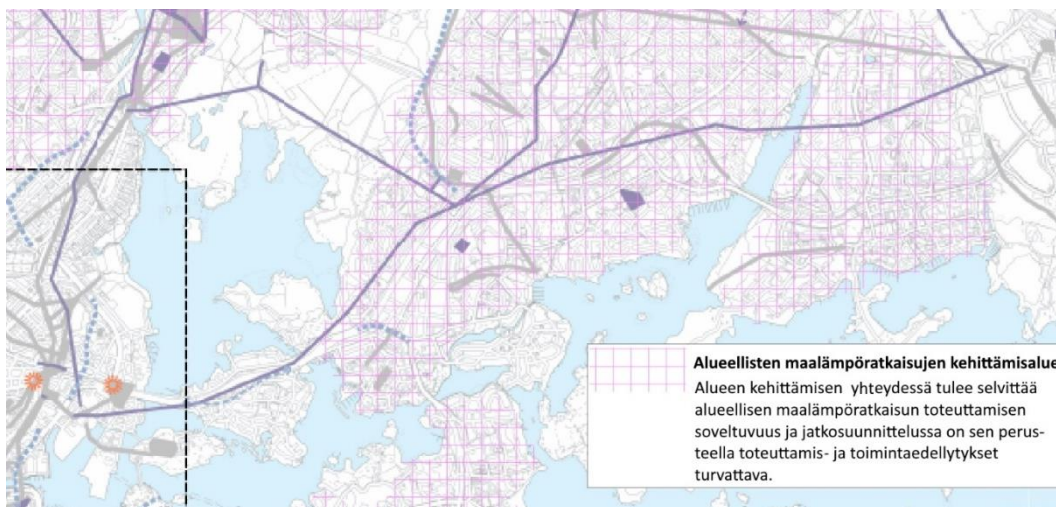 Alueellisten maalämpöratkaisujen kehittämisalue
Alueen kehittämisen yhteydessä tulee selvittää
alueellisen maalämpöratkaisun toteuttamisen
soveltuvuus ja jatkosuunnittelussa on sen perus-
teella toteuttamis- ja toimintaedellytykset
turvattava.